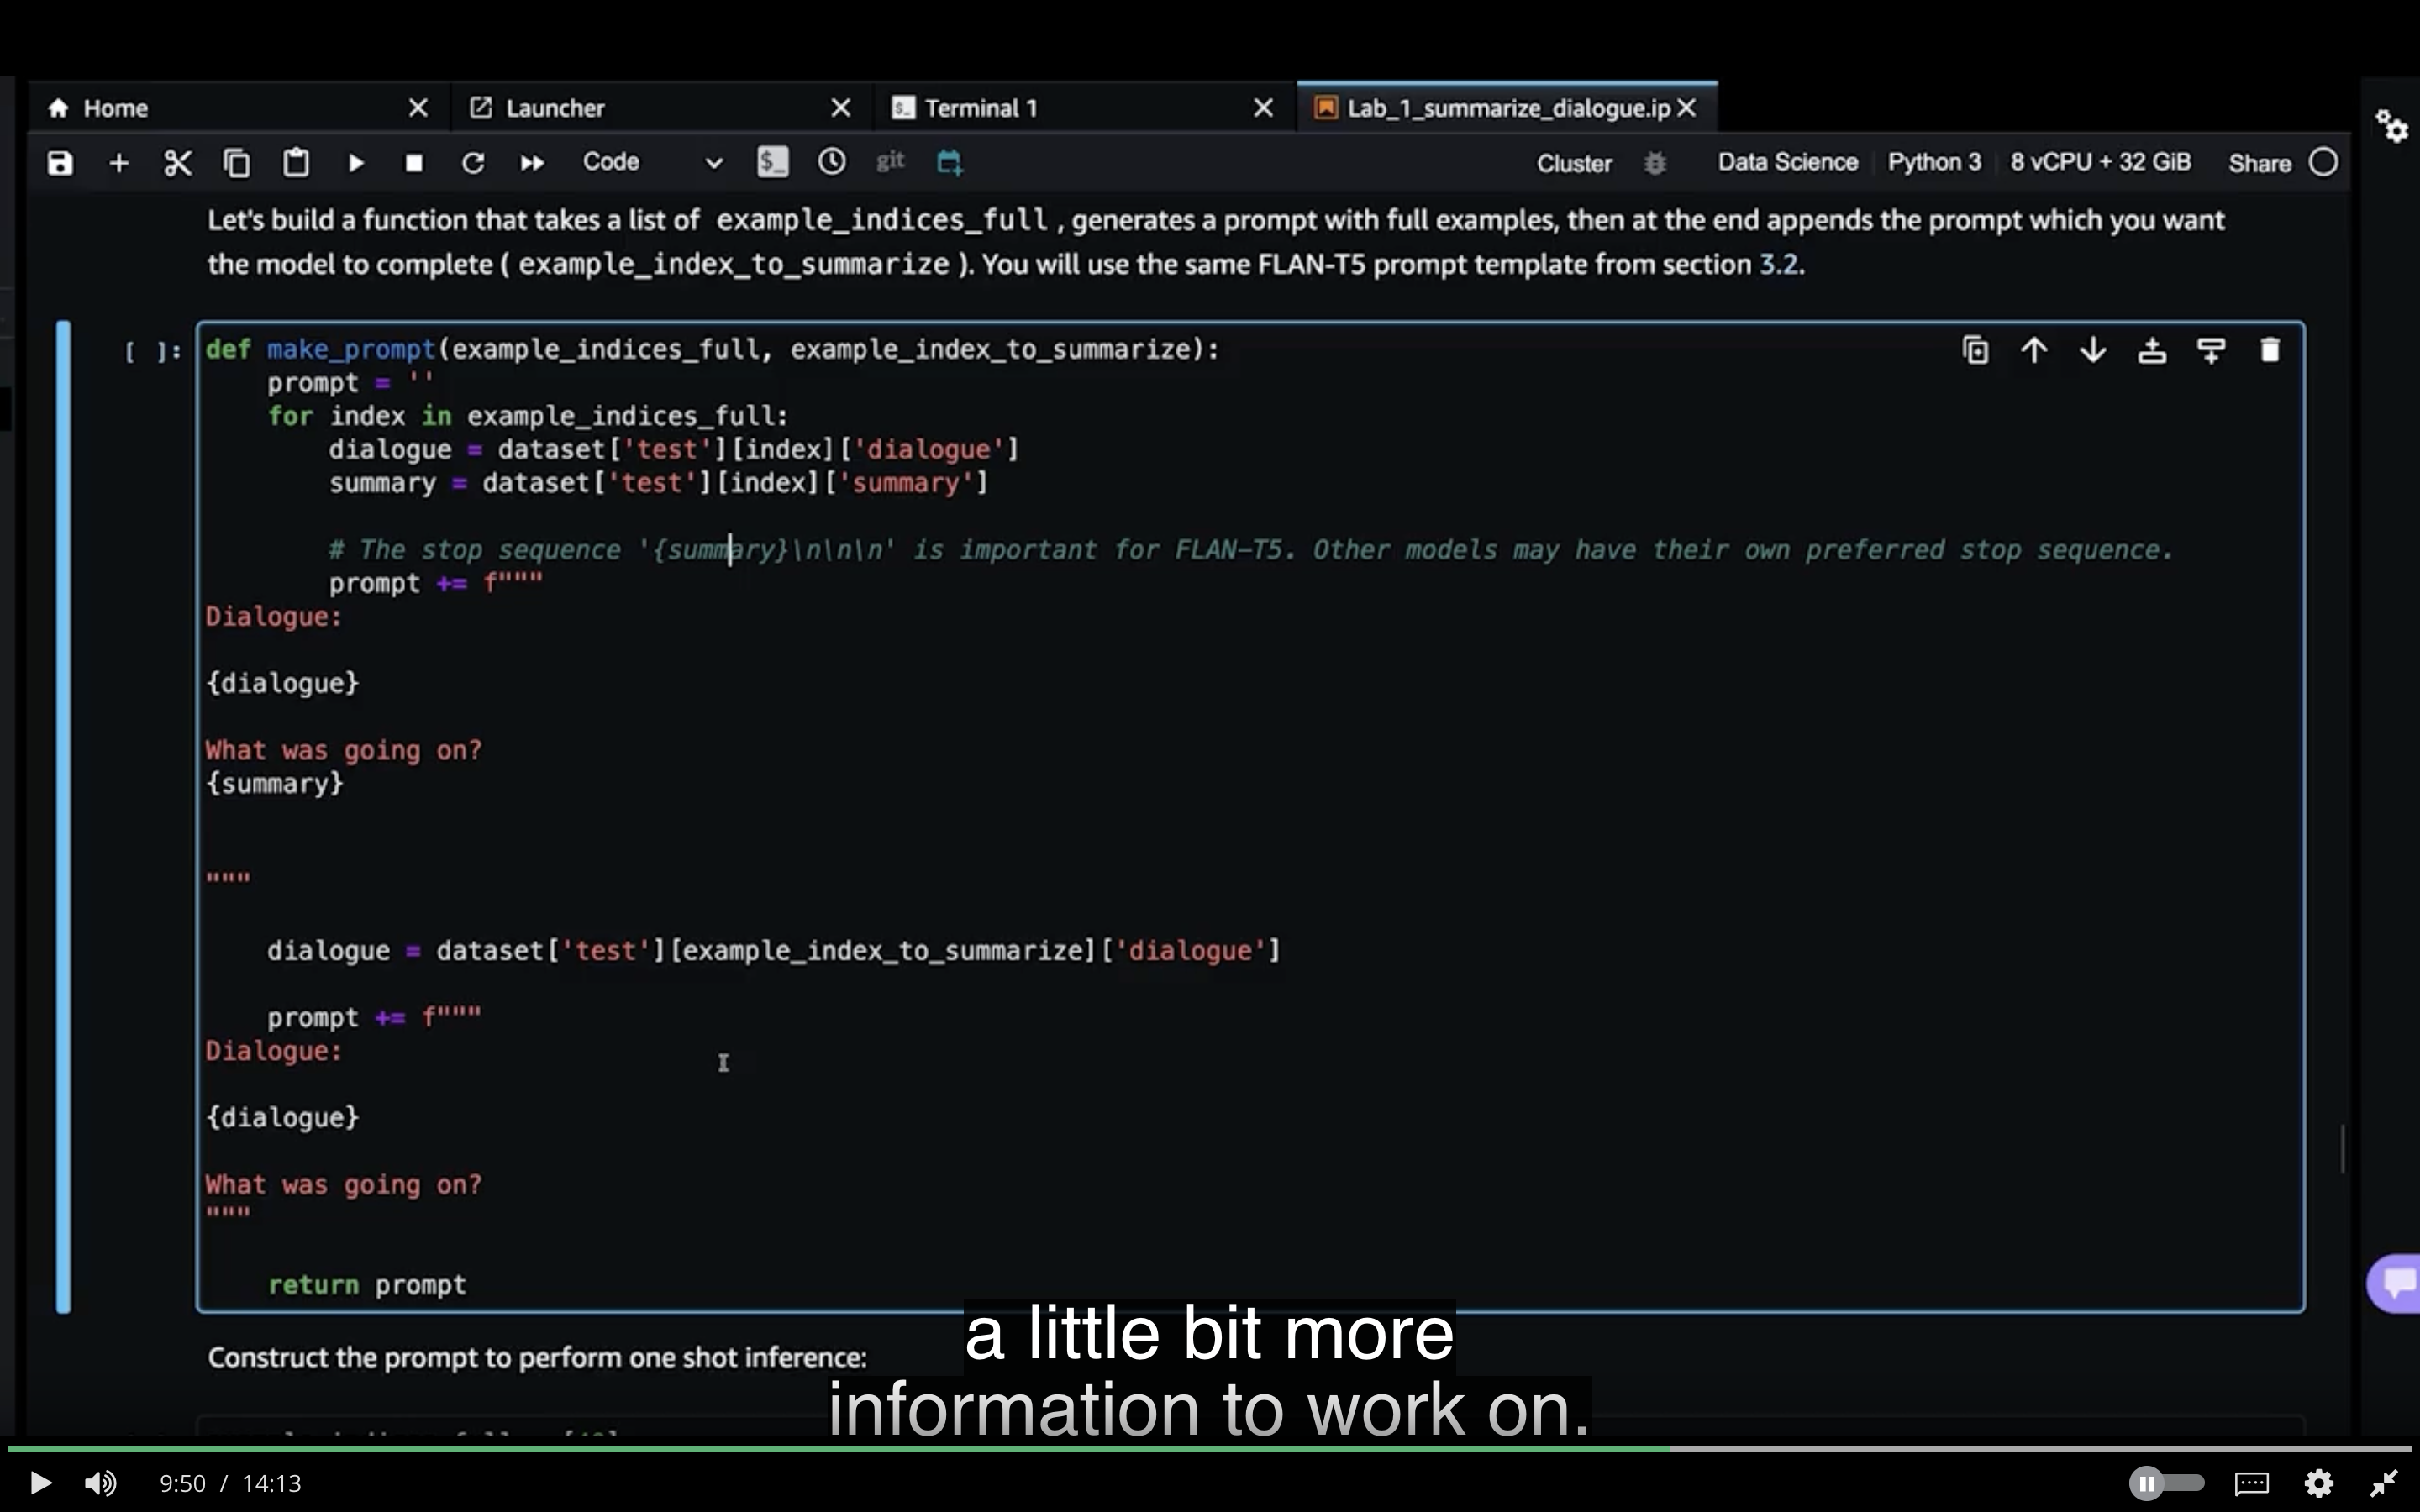 Home
Launcher
Terminal 1
Lab_1_summarize_dialogue.ip
Code
git
Cluster
Data Science
Python 3
8 vCPU + 32 GiB
Share
Let's build a function that takes a list of example_indices_full , generates a prompt with full examples, then at the end appends the prompt which you want
the model to complete ( example_index_to_summarize ). You will use the same FLAN-T5 prompt template from section 3.2.
[ ]:
def make_prompt(example_indices_full, example_index_to_summarize):
    prompt = ''
    for index in example_indices_full:
        dialogue = dataset['test'][index]['dialogue']
        summary = dataset['test'][index]['summary']
        # The stop sequence '{summary}\n\n\n' is important for FLAN-T5. Other models may have their own preferred stop sequence.
        prompt += f"""
Dialogue:
{dialogue}
What was going on?
{summary}
"""
    dialogue = dataset['test'][example_index_to_summarize]['dialogue']
    prompt += f"""
Dialogue:
{dialogue}
What was going on?
"""
    return prompt
Construct the prompt to perform one shot inference:
a little bit more
information to work on.
9:50 / 14:13